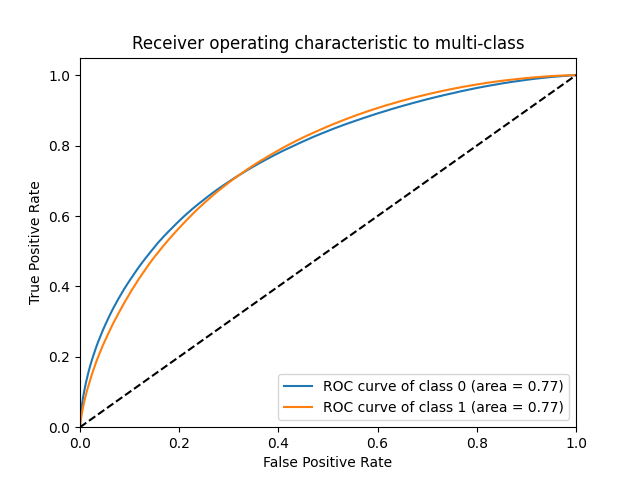 Receiver operating characteristic to multi-class
True Positive Rate
1.0
0.8
0.6
0.4
0.2
0.0
ROC curve of class 0 (area = 0.77)
ROC curve of class 1 (area = 0.77)
0.0 0.2 0.4 0.6 0.8 1.0
False Positive Rate